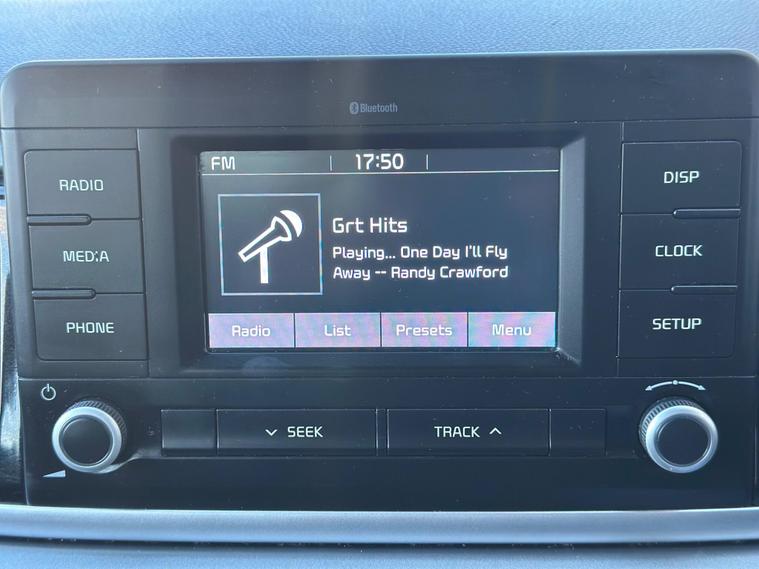 Bluetooth
FM 17:50
RADIO
MEDIA
PHONE
Grt Hits
Playing... One Day I'll Fly
Away -- Randy Crawford
Radio List Presets Menu
DISP
CLOCK
SETUP
SEEK TRACK